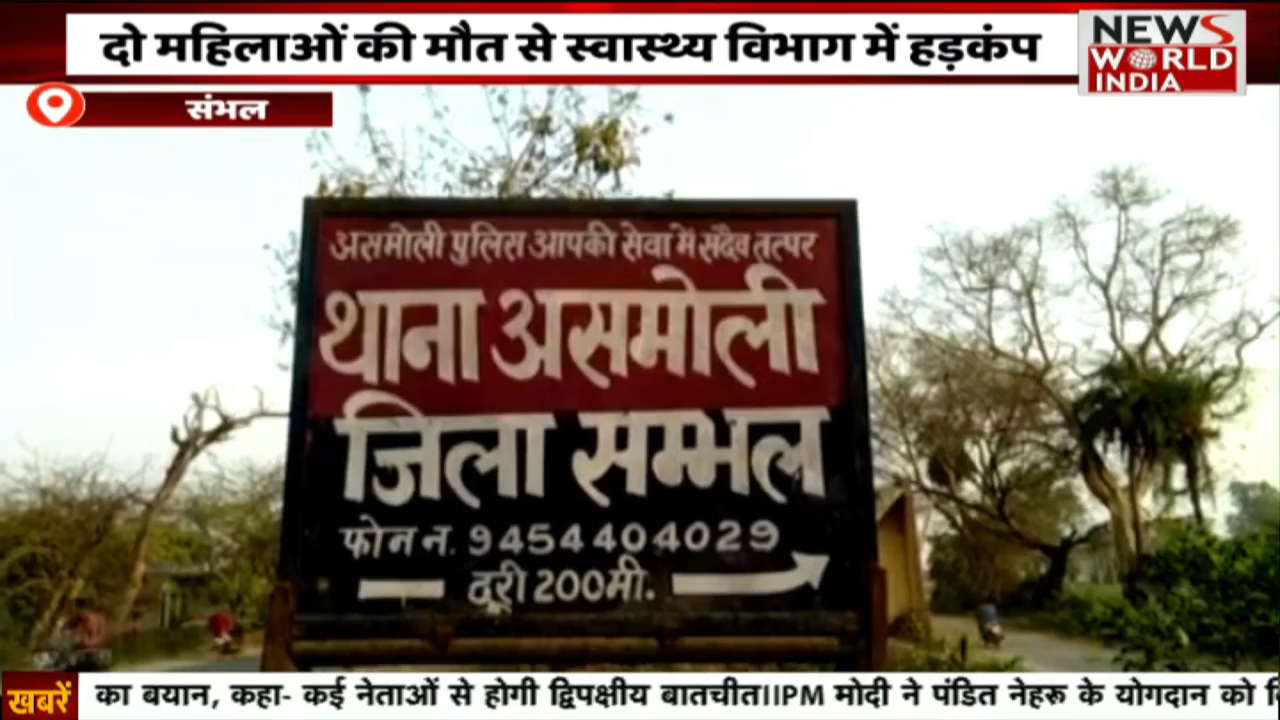 दो महिलाओं की मौत से स्वास्थ्य विभाग में हड़कंप
NEWS
WORLD
INDIA
संभल
असमोली पुलिस आपकी सेवा में सदैव तत्पर
थाना असमोली
जिला सम्भल
फोन न. 9454404029
दूरी 200मी.
खबरें
का बयान, कहा- कई नेताओं से होगी द्विपक्षीय बातचीत||PM मोदी ने पंडित नेहरू के योगदान को